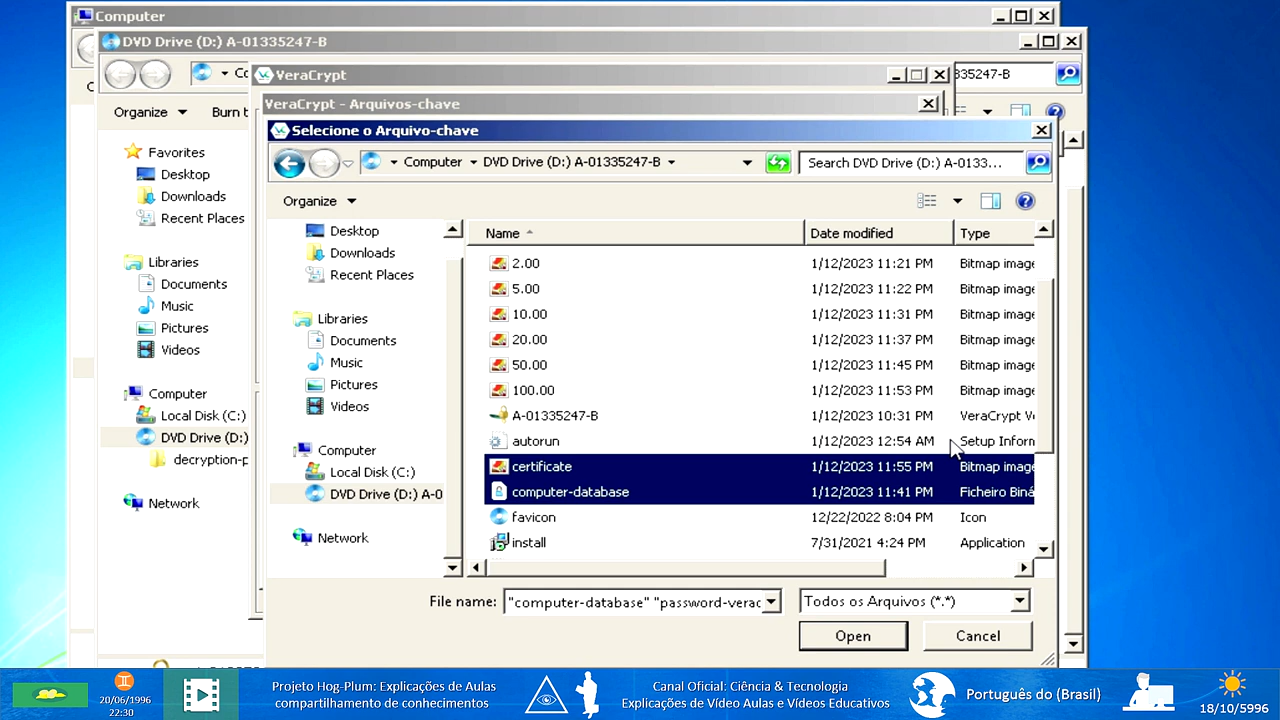 Computer
DVD Drive (D:) A-01335247-B
335247-B
Organize
Burn t
VeraCrypt
VeraCrypt - Arquivos-chave
Selecione o Arquivo-chave
Computer
DVD Drive (D:) A-01335247-B
Search DVD Drive (D:) A-0133...
Organize
Favorites
Desktop
Downloads
Recent Places
Libraries
Documents
Music
Pictures
Videos
Computer
Local Disk (C:)
DVD Drive (D:)
decryption-p
Network
Desktop
Downloads
Recent Places
Libraries
Documents
Music
Pictures
Videos
Computer
Local Disk (C:)
DVD Drive (D:) A-0
Network
Name Date modified Type
2.00 1/12/2023 11:21 PM Bitmap image
5.00 1/12/2023 11:22 PM Bitmap image
10.00 1/12/2023 11:31 PM Bitmap image
20.00 1/12/2023 11:37 PM Bitmap image
50.00 1/12/2023 11:45 PM Bitmap image
100.00 1/12/2023 11:53 PM Bitmap image
A-01335247-B 1/12/2023 10:31 PM VeraCrypt V
autorun 1/12/2023 12:54 AM Setup Inform
certificate 1/12/2023 11:55 PM Bitmap image
computer-database 1/12/2023 11:41 PM Ficheiro Biná
favicon 12/22/2022 8:04 PM Icon
install 7/31/2021 4:24 PM Application
File name: "computer-database" "password-verac
Todos os Arquivos (*.*)
Open
Cancel
20/06/1996
22:30
Projeto Hog-Plum: Explicações de Aulas
compartilhamento de conhecimentos
Canal Oficial: Ciência & Tecnologia
Explicações de Vídeo Aulas e Vídeos Educativos
Português do (Brasil)
18/10/5996